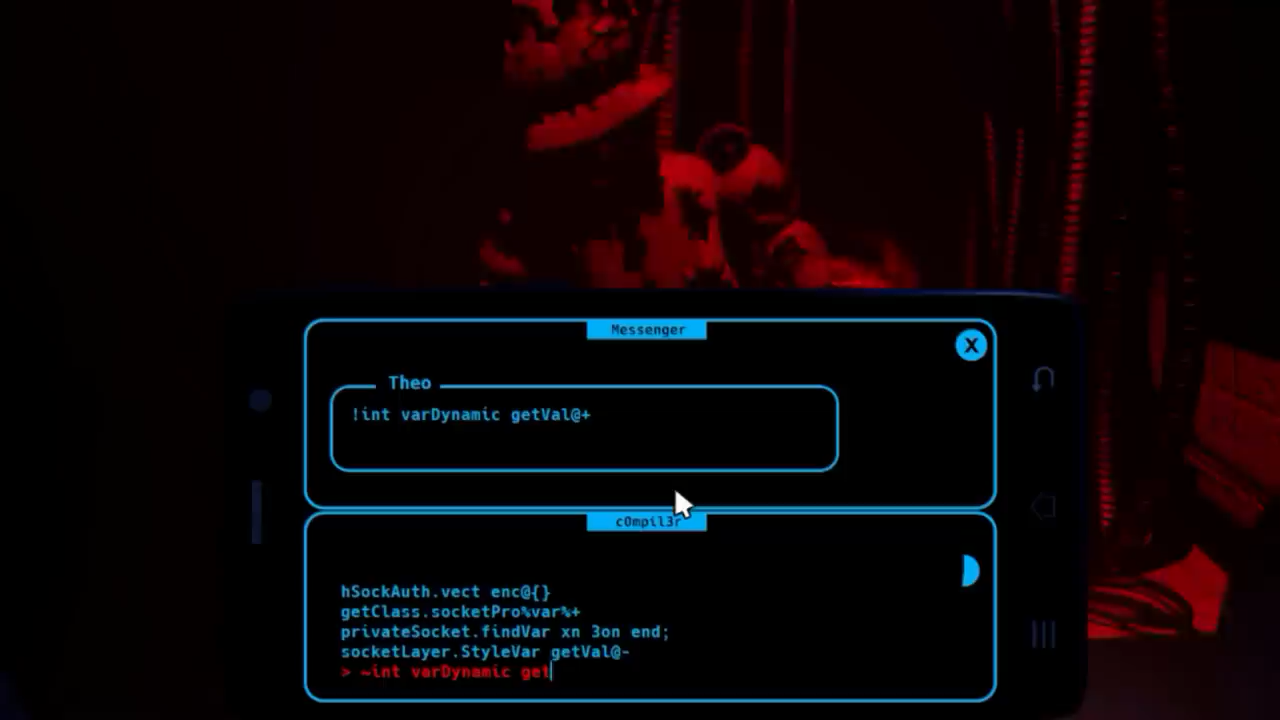 Messenger
X
Theo
!int varDynamic getVal@+
c0mpil3r
hSockAuth.vect enc@{}
getClass.socketPro%var%+
privateSocket.findVar xn 3on end;
socketLayer.StyleVar getVal@-
> ~int varDynamic get